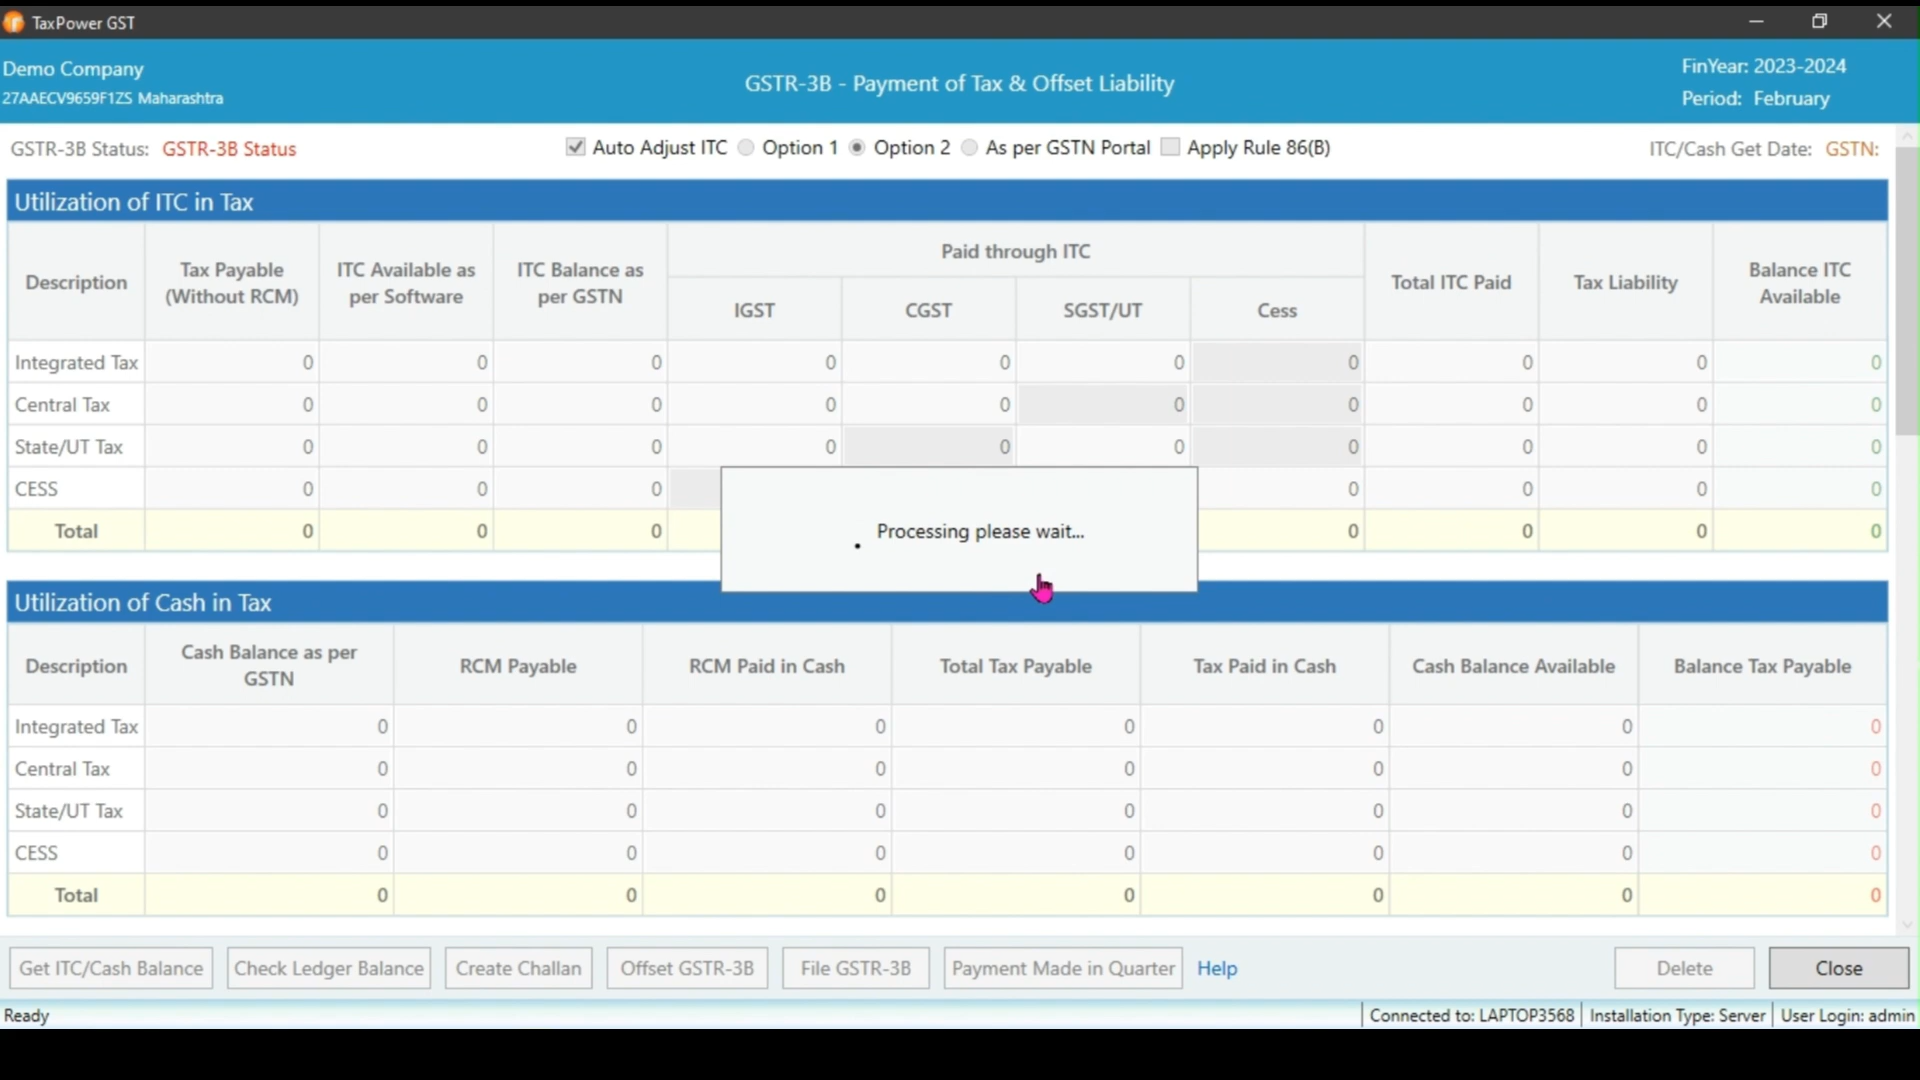 TaxPower GST
Demo Company
27AAECV9659F1ZS Maharashtra
GSTR-3B - Payment of Tax & Offset Liability
FinYear: 2023-2024
Period: February
GSTR-3B Status: GSTR-3B Status
Auto Adjust ITC Option 1 Option 2 As per GSTN Portal Apply Rule 86(B)
ITC/Cash Get Date: GSTN:
Utilization of ITC in Tax
Description
Tax Payable
(Without RCM)
ITC Available as
per Software
ITC Balance as
per GSTN
Paid through ITC
IGST CGST SGST/UT Cess
Total ITC Paid
Tax Liability
Balance ITC
Available
Integrated Tax 0 0 0 0 0 0 0 0 0 0
Central Tax 0 0 0 0 0 0 0 0 0 0
State/UT Tax 0 0 0 0 0 0 0 0 0 0
CESS 0 0 0 0 0 0 0
Total 0 0 0 0 0 0 0
Processing please wait...
Utilization of Cash in Tax
Description
Cash Balance as per
GSTN
RCM Payable
RCM Paid in Cash
Total Tax Payable
Tax Paid in Cash
Cash Balance Available
Balance Tax Payable
Integrated Tax 0 0 0 0 0 0 0
Central Tax 0 0 0 0 0 0 0
State/UT Tax 0 0 0 0 0 0 0
CESS 0 0 0 0 0 0 0
Total 0 0 0 0 0 0 0
Get ITC/Cash Balance Check Ledger Balance Create Challan Offset GSTR-3B File GSTR-3B Payment Made in Quarter Help Delete Close
Ready Connected to: LAPTOP3568 Installation Type: Server User Login: admin